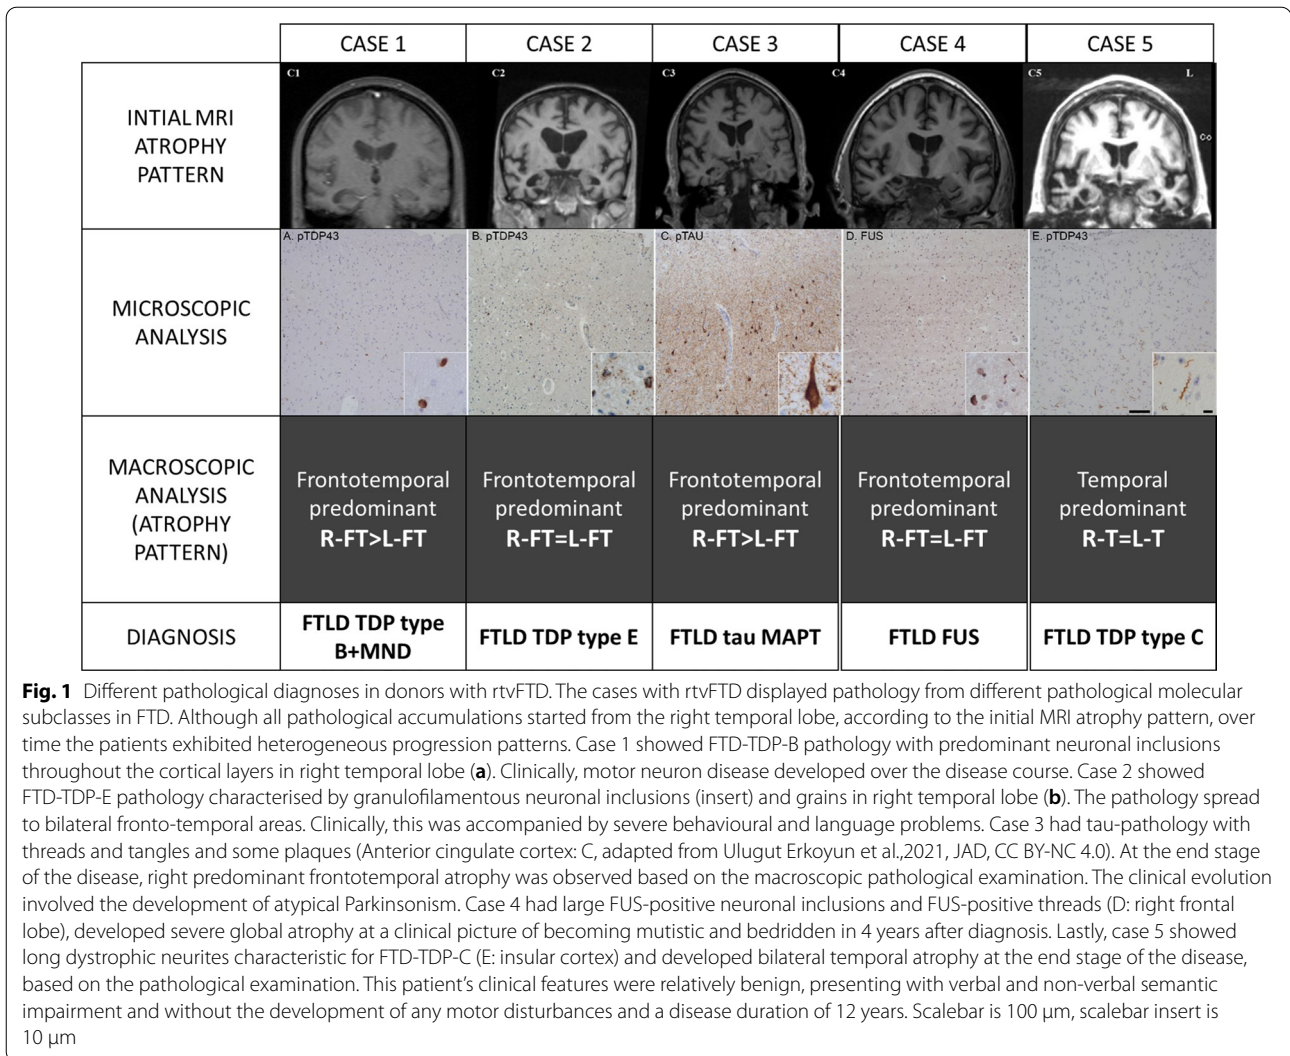 CASE 1 CASE 2 CASE 3 CASE 4 CASE 5
INTIAL MRI
ATROPHY
PATTERN
C1 C2 C3 C4 C5 L
Co
A. pTDP43 B. pTDP43 C. pTAU D. FUS E. pTDP43
MICROSCOPIC
ANALYSIS
MACROSCOPIC
ANALYSIS
(ATROPHY
PATTERN)
Frontotemporal
predominant
R-FT>L-FT
Frontotemporal
predominant
R-FT=L-FT
Frontotemporal
predominant
R-FT>L-FT
Frontotemporal
predominant
R-FT=L-FT
Temporal
predominant
R-T=L-T
DIAGNOSIS
FTLD TDP type
B+MND
FTLD TDP type E
FTLD tau MAPT
FTLD FUS
FTLD TDP type C
Fig. 1 Different pathological diagnoses in donors with rtvFTD. The cases with rtvFTD displayed pathology from different pathological molecular
subclasses in FTD. Although all pathological accumulations started from the right temporal lobe, according to the initial MRI atrophy pattern, over
time the patients exhibited heterogeneous progression patterns. Case 1 showed FTD-TDP-B pathology with predominant neuronal inclusions
throughout the cortical layers in right temporal lobe (a). Clinically, motor neuron disease developed over the disease course. Case 2 showed
FTD-TDP-E pathology characterised by granulofilamentous neuronal inclusions (insert) and grains in right temporal lobe (b). The pathology spread
to bilateral fronto-temporal areas. Clinically, this was accompanied by severe behavioural and language problems. Case 3 had tau-pathology with
threads and tangles and some plaques (Anterior cingulate cortex: C, adapted from Ulugut Erkoyun et al.,2021, JAD, CC BY-NC 4.0). At the end stage
of the disease, right predominant frontotemporal atrophy was observed based on the macroscopic pathological examination. The clinical evolution
involved the development of atypical Parkinsonism. Case 4 had large FUS-positive neuronal inclusions and FUS-positive threads (D: right frontal
lobe), developed severe global atrophy at a clinical picture of becoming mutistic and bedridden in 4 years after diagnosis. Lastly, case 5 showed
long dystrophic neurites characteristic for FTD-TDP-C (E: insular cortex) and developed bilateral temporal atrophy at the end stage of the disease,
based on the pathological examination. This patient's clinical features were relatively benign, presenting with verbal and non-verbal semantic
impairment and without the development of any motor disturbances and a disease duration of 12 years. Scalebar is 100 μm, scalebar insert is
10 μm